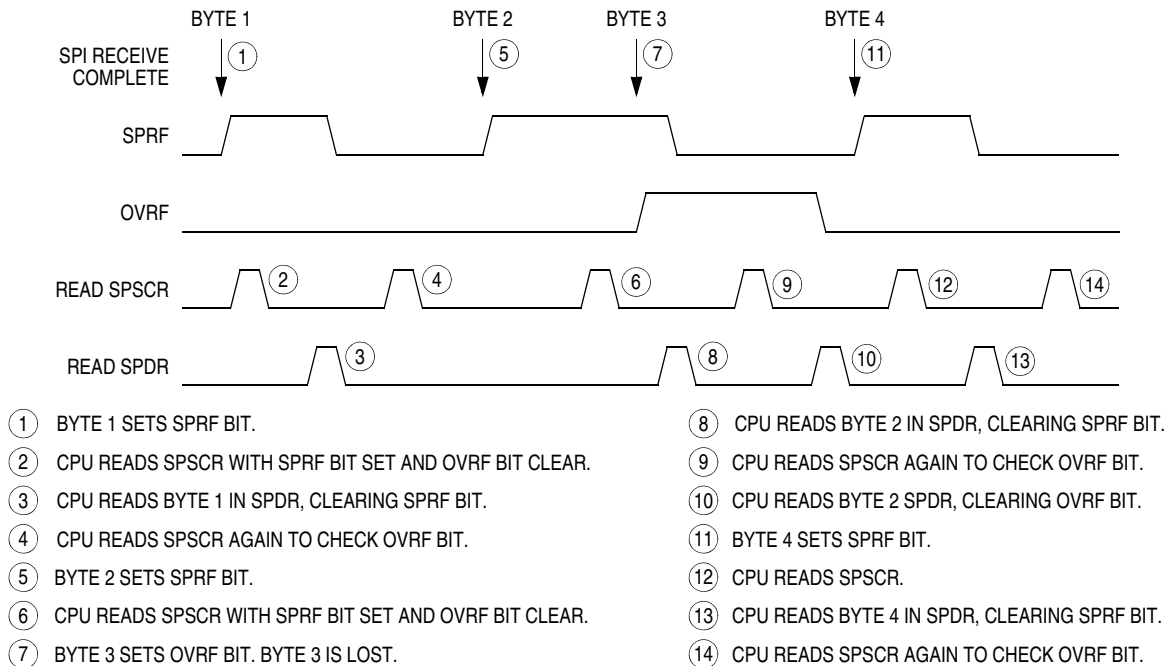 BYTE 1 BYTE 2 BYTE 3 BYTE 4
SPI RECEIVE
COMPLETE
1 5 7 11
SPRF
OVRF
READ SPSCR 2 4 6 9 12 14
READ SPDR 3 8 10 13
1 BYTE 1 SETS SPRF BIT.
2 CPU READS SPSCR WITH SPRF BIT SET AND OVRF BIT CLEAR.
3 CPU READS BYTE 1 IN SPDR, CLEARING SPRF BIT.
4 CPU READS SPSCR AGAIN TO CHECK OVRF BIT.
5 BYTE 2 SETS SPRF BIT.
6 CPU READS SPSCR WITH SPRF BIT SET AND OVRF BIT CLEAR.
7 BYTE 3 SETS OVRF BIT. BYTE 3 IS LOST.
8 CPU READS BYTE 2 IN SPDR, CLEARING SPRF BIT.
9 CPU READS SPSCR AGAIN TO CHECK OVRF BIT.
10 CPU READS BYTE 2 SPDR, CLEARING OVRF BIT.
11 BYTE 4 SETS SPRF BIT.
12 CPU READS SPSCR.
13 CPU READS BYTE 4 IN SPDR, CLEARING SPRF BIT.
14 CPU READS SPSCR AGAIN TO CHECK OVRF BIT.